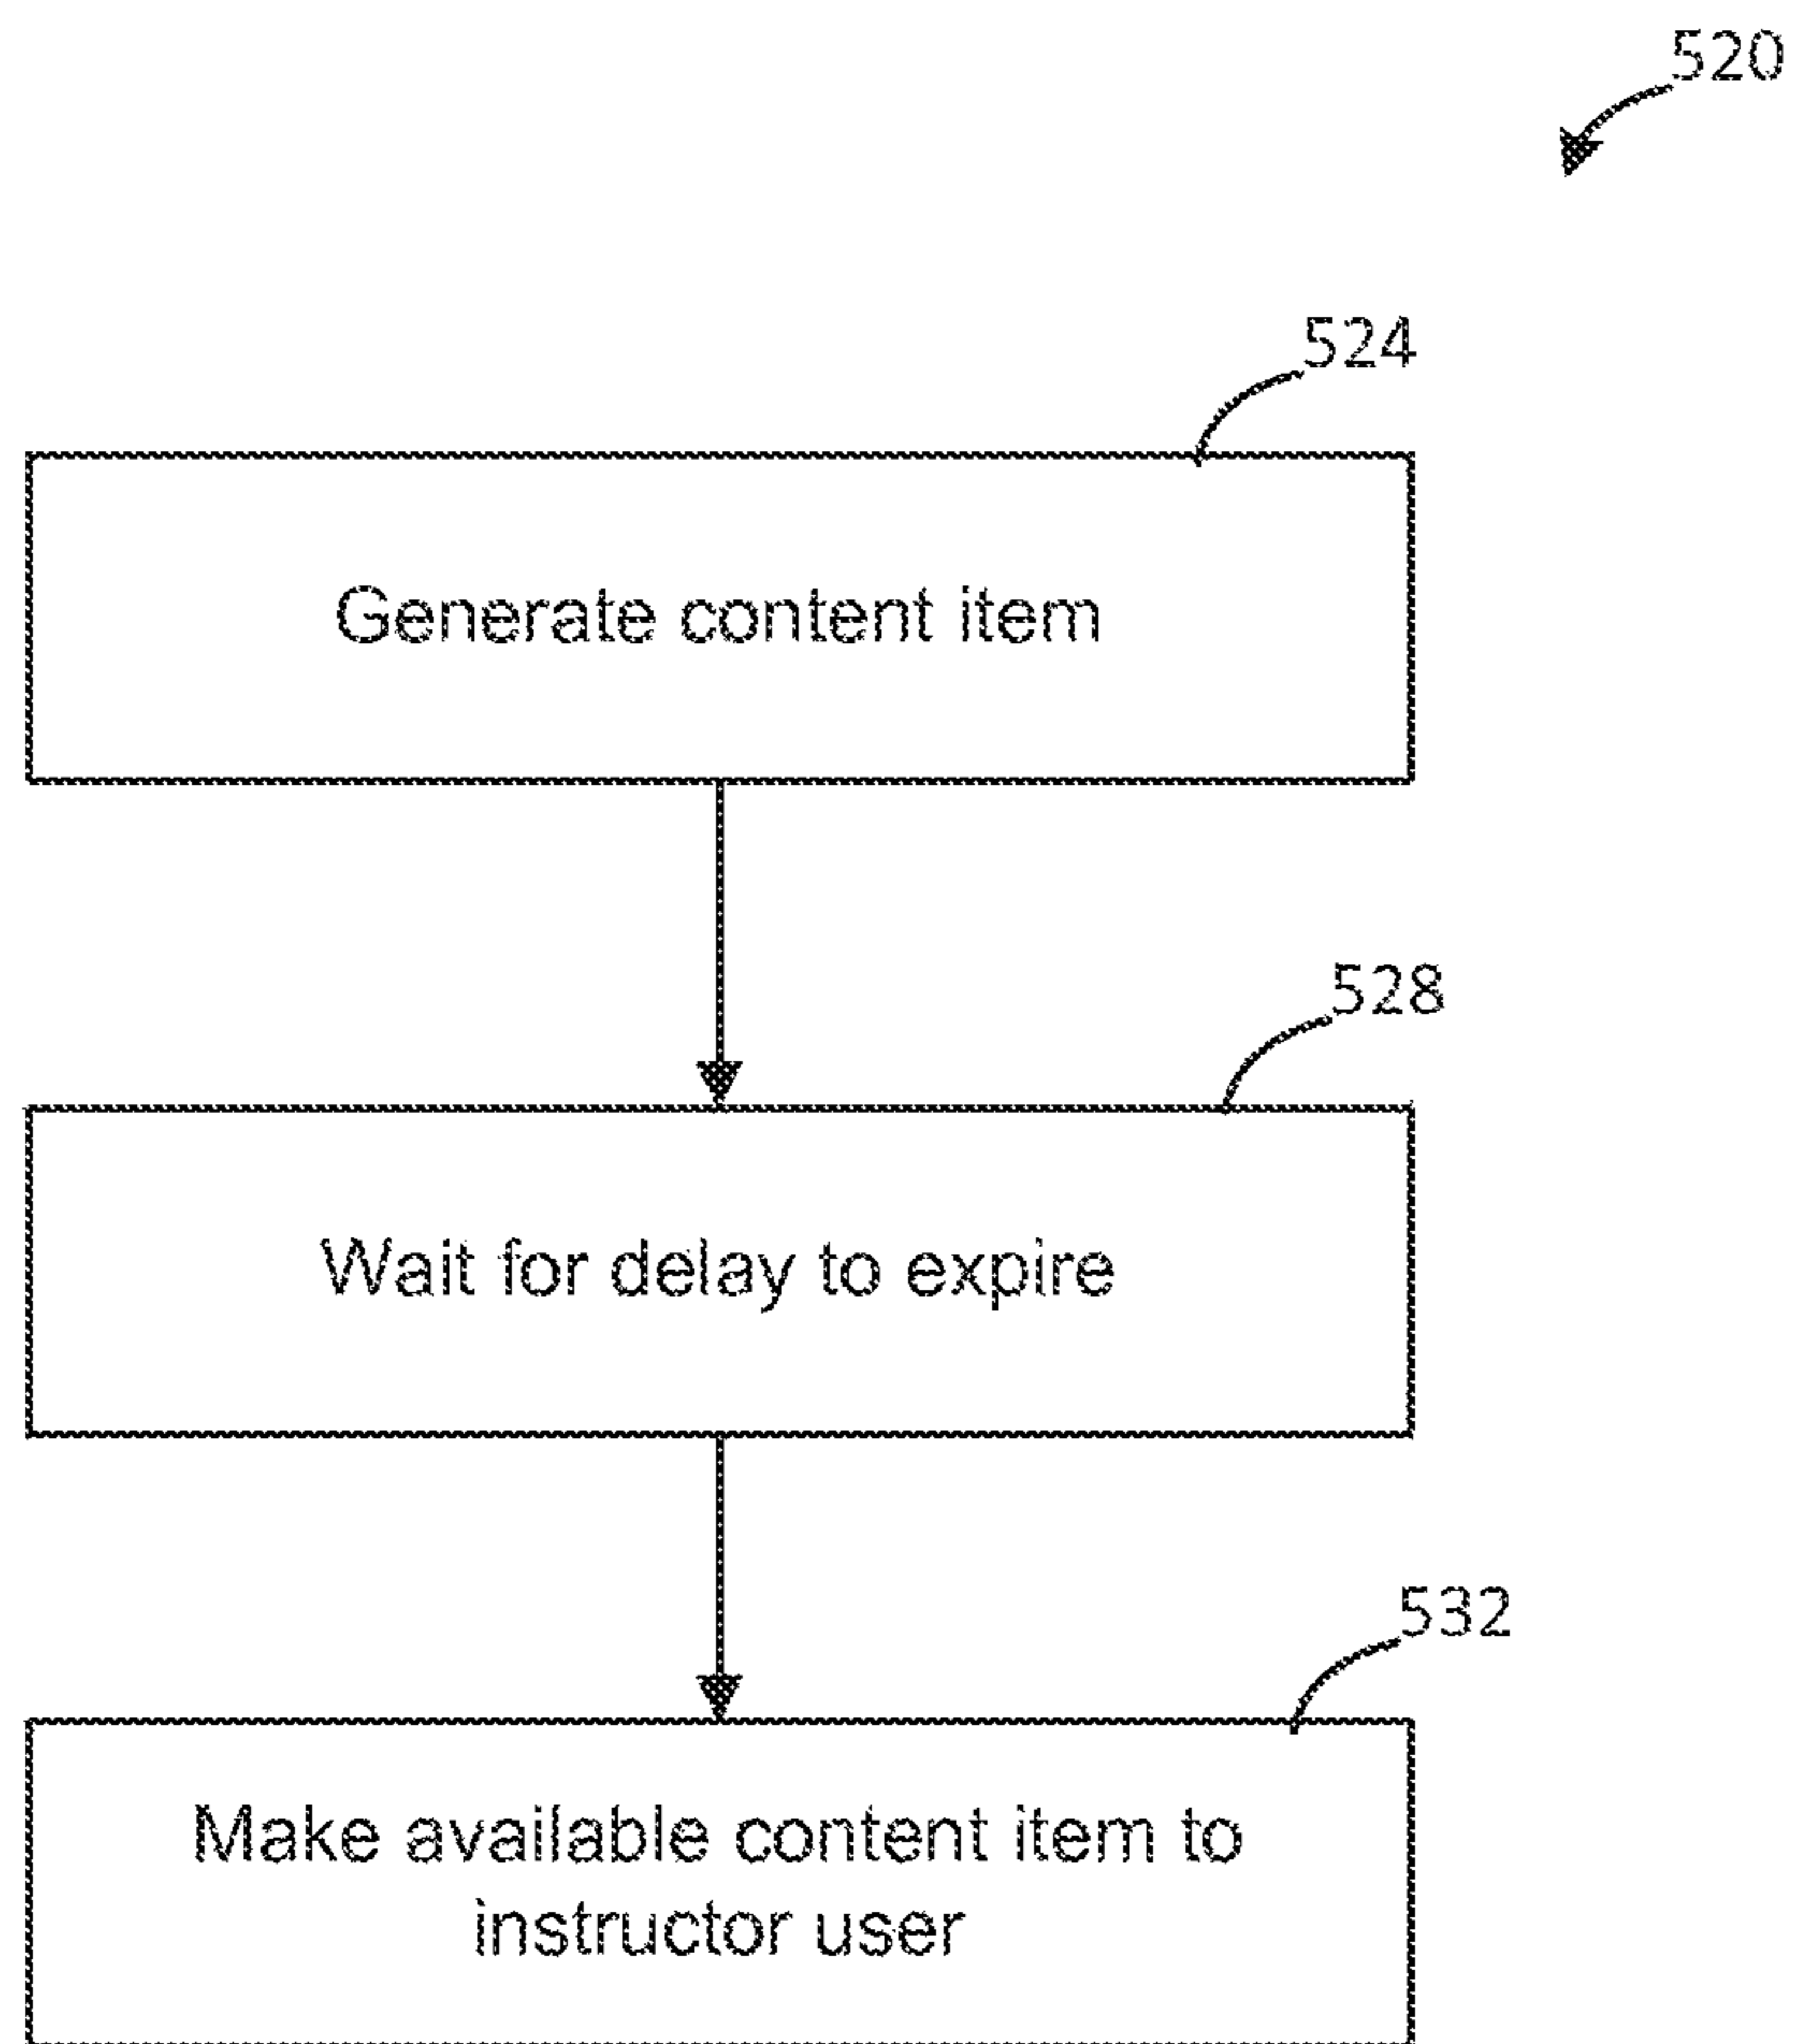 520
524
Generate content item
528
Wait for delay to expire
532
Make available content item to
instructor user